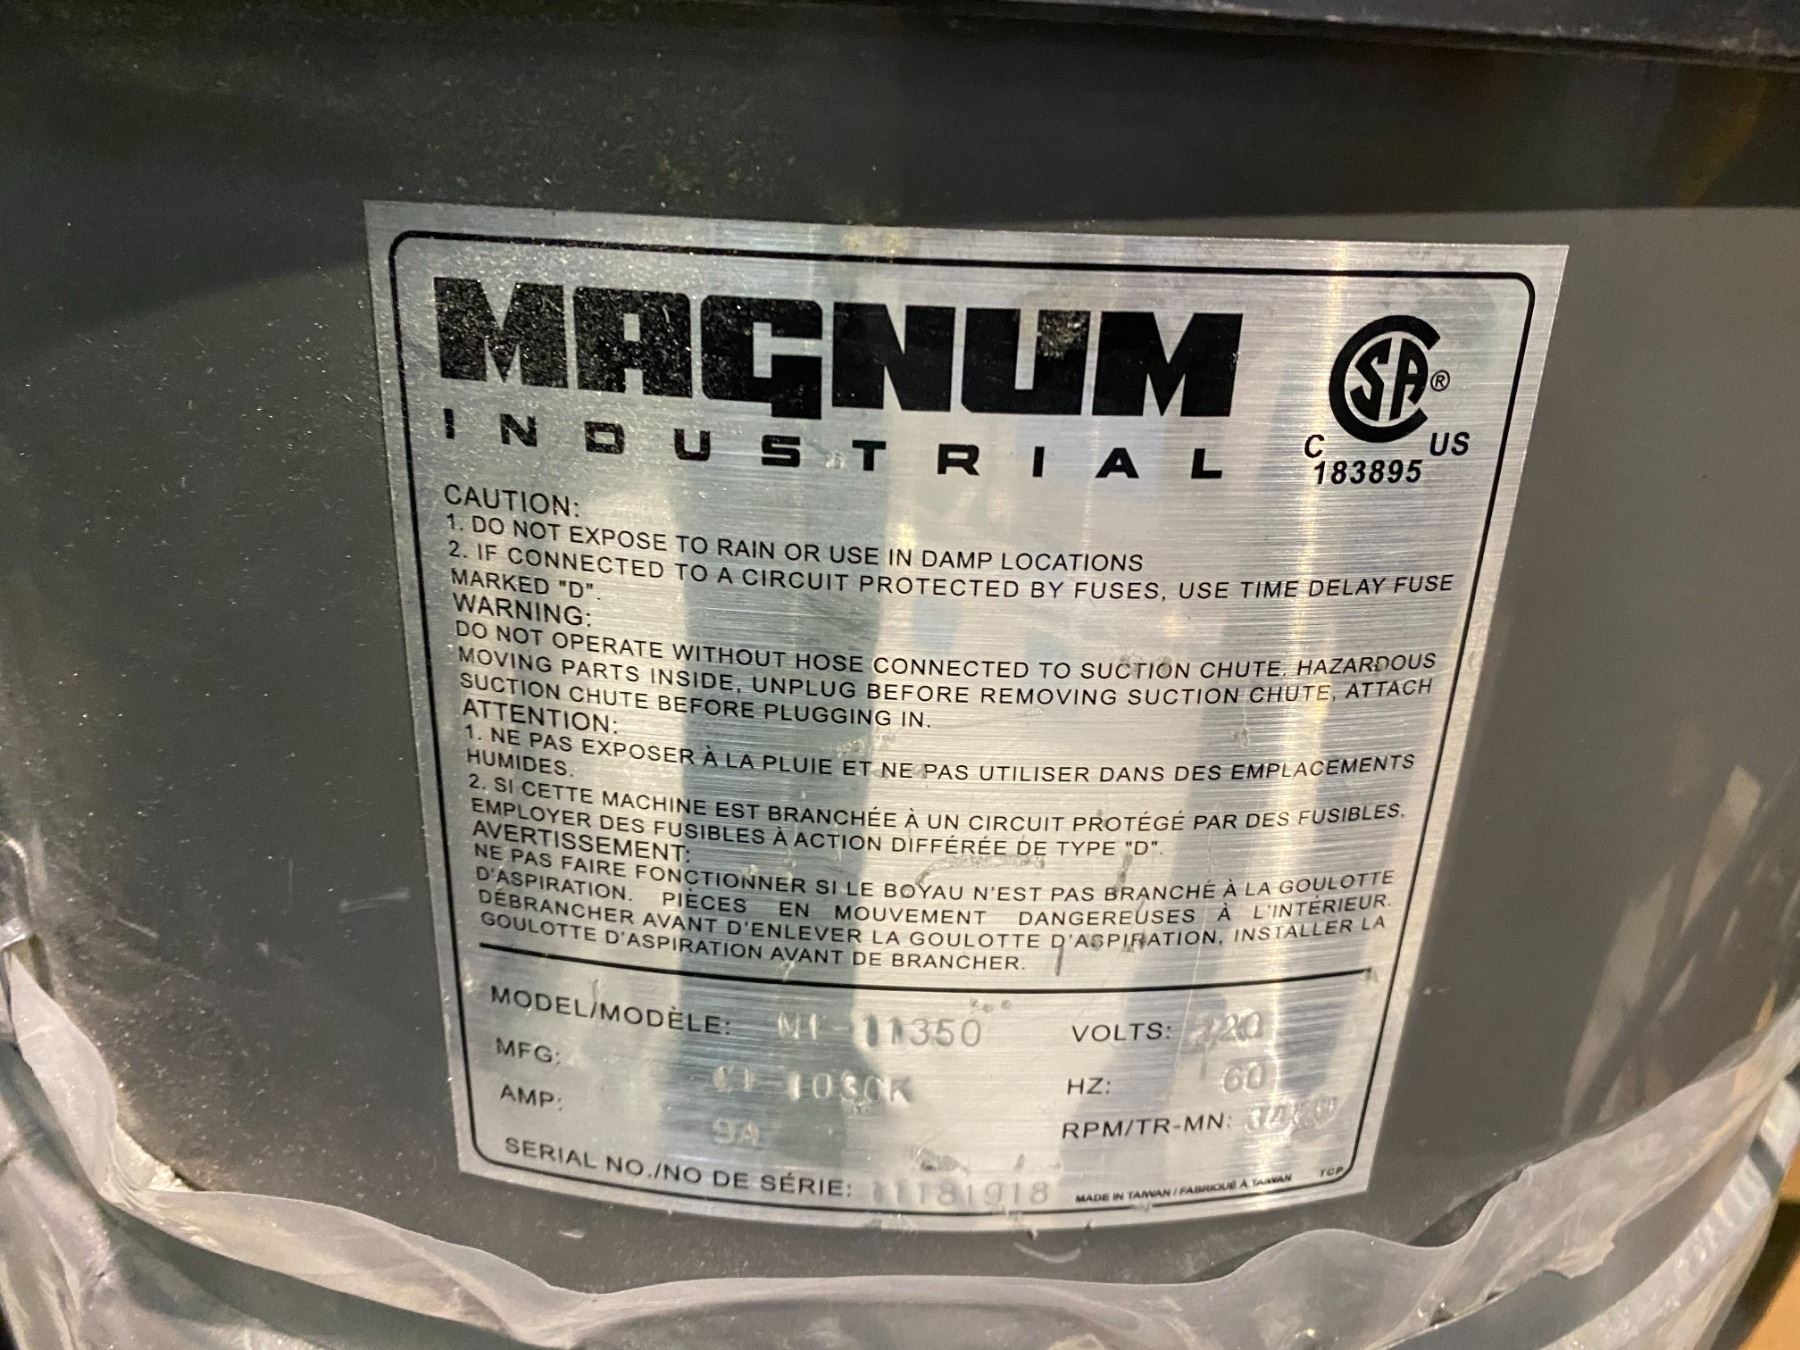 MAGNUM
INDUSTRIAL
CSA®
C US
183895
CAUTION:
1. DO NOT EXPOSE TO RAIN OR USE IN DAMP LOCATIONS
2. IF CONNECTED TO A CIRCUIT PROTECTED BY FUSES, USE TIME DELAY FUSE
MARKED "D".
WARNING:
DO NOT OPERATE WITHOUT HOSE CONNECTED TO SUCTION CHUTE. HAZARDOUS
MOVING PARTS INSIDE, UNPLUG BEFORE REMOVING SUCTION CHUTE, ATTACH
SUCTION CHUTE BEFORE PLUGGING IN.
ATTENTION:
1. NE PAS EXPOSER À LA PLUIE ET NE PAS UTILISER DANS DES EMPLACEMENTS
HUMIDES.
2. SI CETTE MACHINE EST BRANCHÉE À UN CIRCUIT PROTÉGÉ PAR DES FUSIBLES,
EMPLOYER DES FUSIBLES À ACTION DIFFÉRÉE DE TYPE "D".
AVERTISSEMENT:
NE PAS FAIRE FONCTIONNER SI LE BOYAU N'EST PAS BRANCHÉ À LA GOULOTTE
D'ASPIRATION. PIÈCES EN MOUVEMENT DANGEREUSES À L'INTÉRIEUR.
DÉBRANCHER AVANT D'ENLEVER LA GOULOTTE D'ASPIRATION, INSTALLER LA
GOULOTTE D'ASPIRATION AVANT DE BRANCHER.
MODEL/MODÈLE: MI-11350 VOLTS: 220
MFG: HZ: 60
AMP: 9A RPM/TR-MN:
SERIAL NO./NO DE SÉRIE: 11181918 MADE IN TAIWAN / FABRIQUÉ À TAIWAN TCP